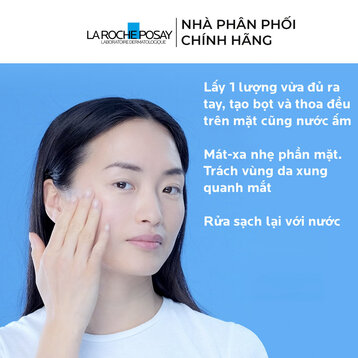 LA ROCHE POSAY
LABORATOIRE DERMATOLOGIQUE
NHÀ PHÂN PHỐI
CHÍNH HÃNG
Lấy 1 lượng vừa đủ ra
tay, tạo bọt và thoa đều
trên mặt cũng nước ấm
Mát-xa nhẹ phần mặt.
Trách vùng da xung
quanh mắt
Rửa sạch lại với nước